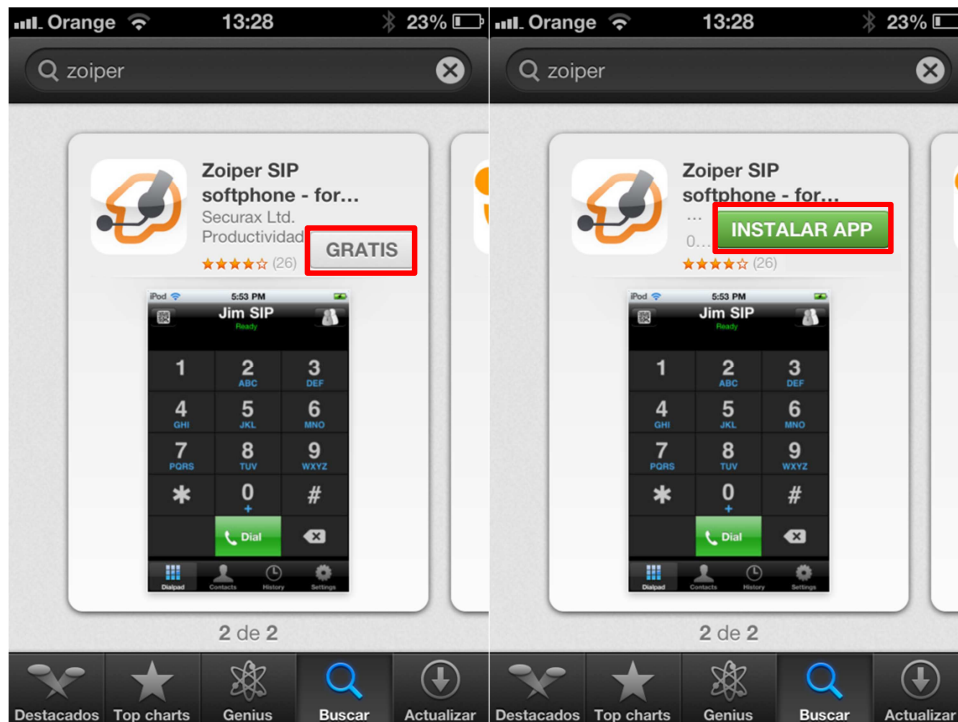 Orange 13:28 23%
zoiper
Zoiper SIP
softphone - for...
Securax Ltd.
Productividad
GRATIS
(26)
iPod 5:53 PM
Jim SIP
Ready
1 2 3
ABC DEF
4 5 6
GHI JKL MNO
7 8 9
PQRS TUV WXYZ
* 0 #
+
Dial
Dialpad Contacts History Settings
2 de 2
Destacados Top charts Genius Buscar Actualizar
Orange 13:28 23%
zoiper
Zoiper SIP
softphone - for...
...
0...
INSTALAR APP
(26)
iPod 5:53 PM
Jim SIP
Ready
1 2 3
ABC DEF
4 5 6
GHI JKL MNO
7 8 9
PQRS TUV WXYZ
* 0 #
+
Dial
Dialpad Contacts History Settings
2 de 2
Destacados Top charts Genius Buscar Actualizar